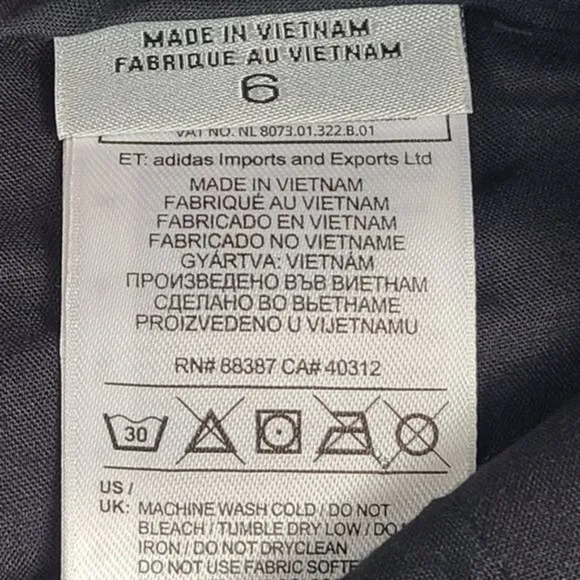 MADE IN VIETNAM
FABRIQUE AU VIETNAM
6
VAT NO. NL 8073.01.322.B.01
ET: adidas Imports and Exports Ltd
MADE IN VIETNAM
FABRIQUÉ AU VIETNAM
FABRICADO EN VIETNAM
FABRICADO NO VIETNAME
GYÁRTVA: VIETNÁM
ПРОИЗВЕДЕНО ВЪВ ВИЕТНАМ
СДЕЛАНО ВО ВЬЕТНАМЕ
PROIZVEDENO U VIJETNAMU
RN# 88387 CA# 40312
30
US /
UK: MACHINE WASH COLD / DO NOT
BLEACH / TUMBLE DRY LOW / DO
IRON / DO NOT DRYCLEAN
DO NOT USE FABRIC